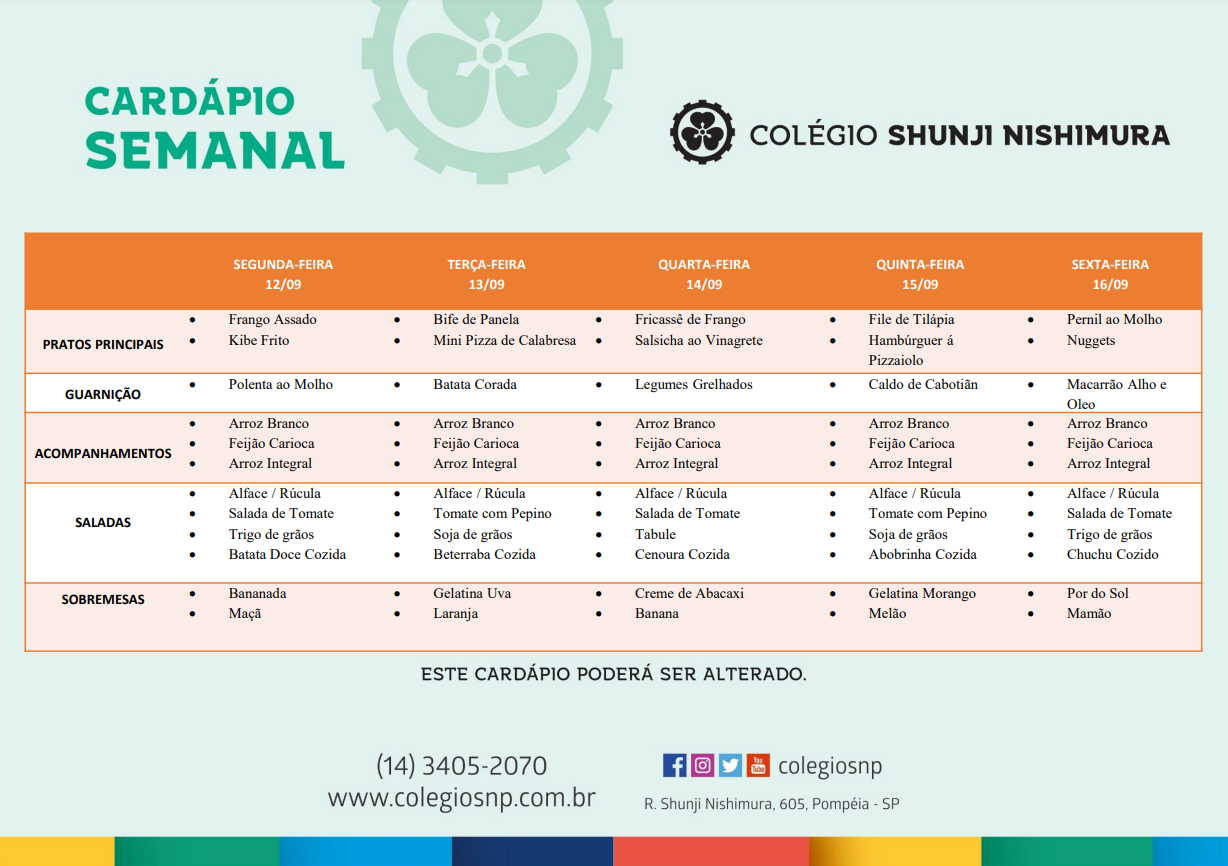 CARDÁPIO
SEMANAL
COLÉGIO SHUNJI NISHIMURA
SEGUNDA-FEIRA
12/09
TERÇA-FEIRA
13/09
QUARTA-FEIRA
14/09
QUINTA-FEIRA
15/09
SEXTA-FEIRA
16/09
PRATOS PRINCIPAIS
• Frango Assado
• Kibe Frito
• Bife de Panela
• Mini Pizza de Calabresa
• Fricassê de Frango
• Salsicha ao Vinagrete
• File de Tilápia
• Hambúrguer á
Pizzaiolo
• Pernil ao Molho
• Nuggets
GUARNIÇÃO
• Polenta ao Molho
• Batata Corada
• Legumes Grelhados
• Caldo de Cabotiãn
• Macarrão Alho e
Oleo
ACOMPANHAMENTOS
• Arroz Branco
• Feijão Carioca
• Arroz Integral
• Arroz Branco
• Feijão Carioca
• Arroz Integral
• Arroz Branco
• Feijão Carioca
• Arroz Integral
• Arroz Branco
• Feijão Carioca
• Arroz Integral
• Arroz Branco
• Feijão Carioca
• Arroz Integral
SALADAS
• Alface / Rúcula
• Salada de Tomate
• Trigo de grãos
• Batata Doce Cozida
• Alface / Rúcula
• Tomate com Pepino
• Soja de grãos
• Beterraba Cozida
• Alface / Rúcula
• Salada de Tomate
• Tabule
• Cenoura Cozida
• Alface / Rúcula
• Tomate com Pepino
• Soja de grãos
• Abobrinha Cozida
• Alface / Rúcula
• Salada de Tomate
• Trigo de grãos
• Chuchu Cozido
SOBREMESAS
• Bananada
• Maçã
• Gelatina Uva
• Laranja
• Creme de Abacaxi
• Banana
• Gelatina Morango
• Melão
• Por do Sol
• Mamão
ESTE CARDÁPIO PODERÁ SER ALTERADO.
(14) 3405-2070
www.colegiosnp.com.br
You Tube colegiosnp
R. Shunji Nishimura, 605, Pompéia - SP